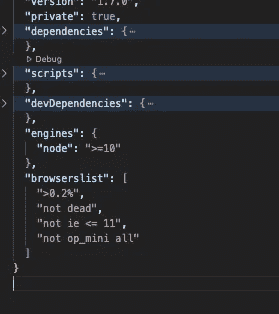 "version": "1.7.0",
"private": true,
"dependencies": {…
},
Debug
"scripts": {…
},
"devDependencies": {…
},
"engines": {
"node": ">=10"
},
"browserslist": [
">0.2%",
"not dead",
"not ie <= 11",
"not op_mini all"
]
}